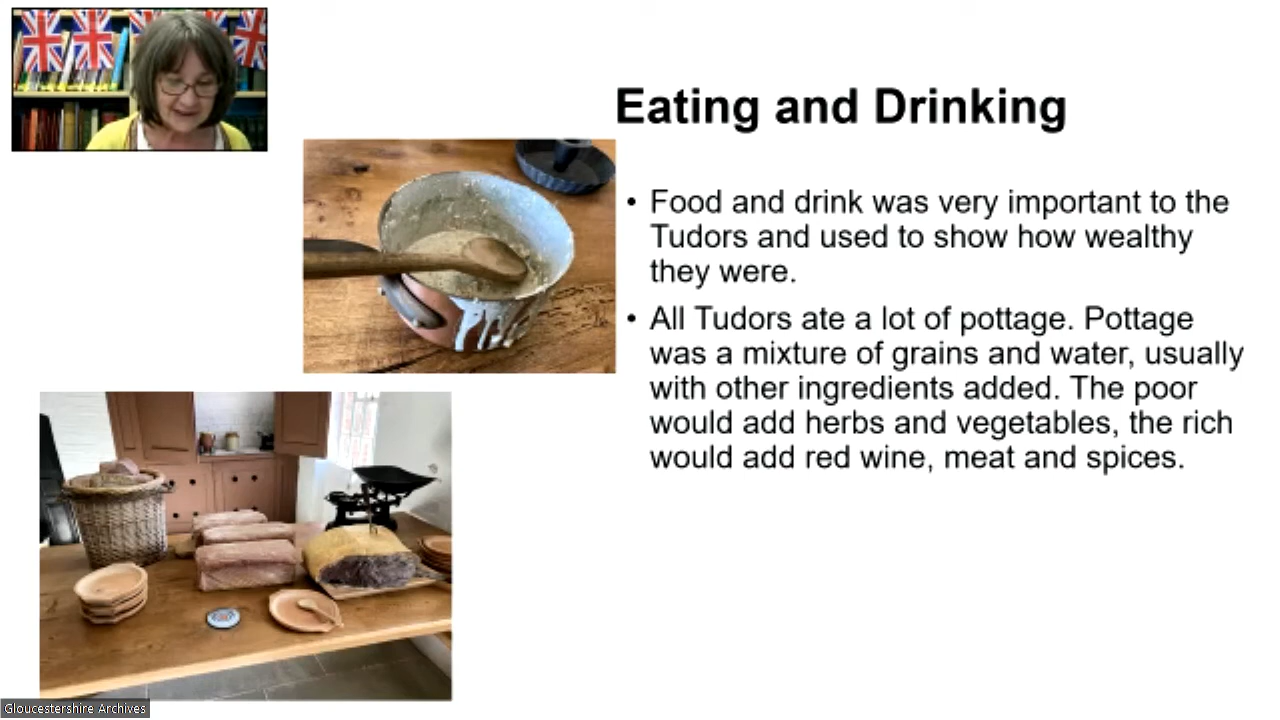 Eating and Drinking
• Food and drink was very important to the
Tudors and used to show how wealthy
they were.
• All Tudors ate a lot of pottage. Pottage
was a mixture of grains and water, usually
with other ingredients added. The poor
would add herbs and vegetables, the rich
would add red wine, meat and spices.
Gloucestershire Archives